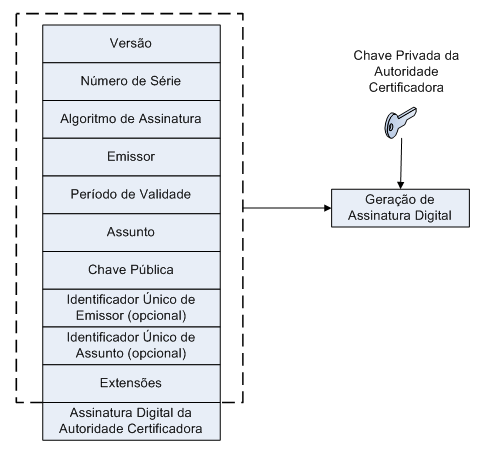 Versão
Número de Série
Algoritmo de Assinatura
Emissor
Período de Validade
Assunto
Chave Pública
Identificador Único de
Emissor (opcional)
Identificador Único de
Assunto (opcional)
Extensões
Assinatura Digital da
Autoridade Certificadora
Chave Privada da
Autoridade
Certificadora
Geração de
Assinatura Digital